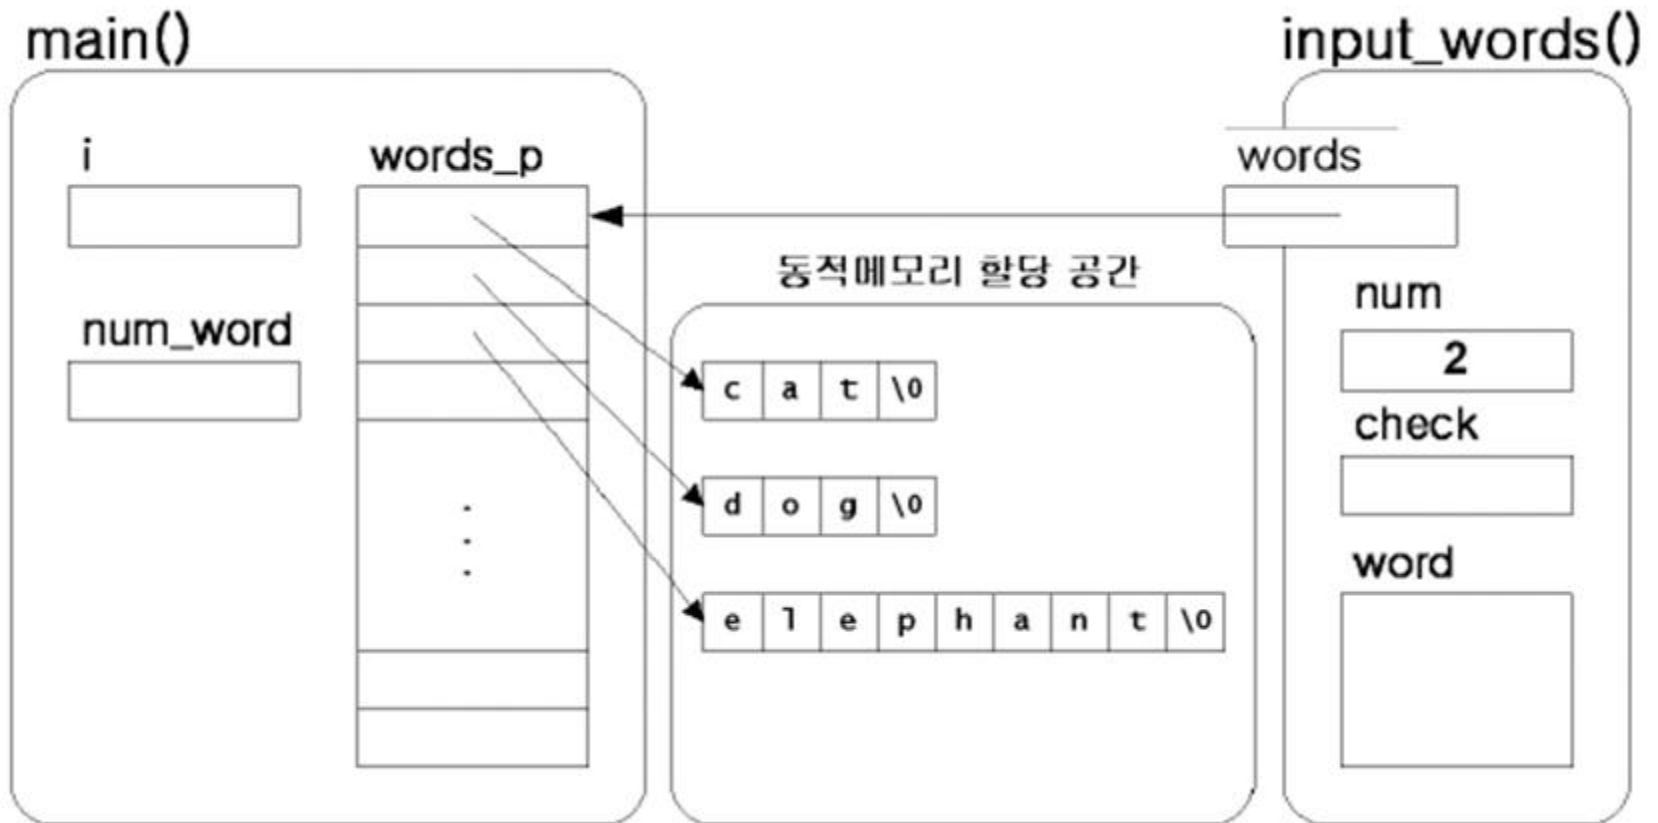 main()
input_words()
i
words_p
words
동적메모리 할당 공간
num
num_word
2
c a t \0
check
d o g \0
word
e l e p h a n t \0